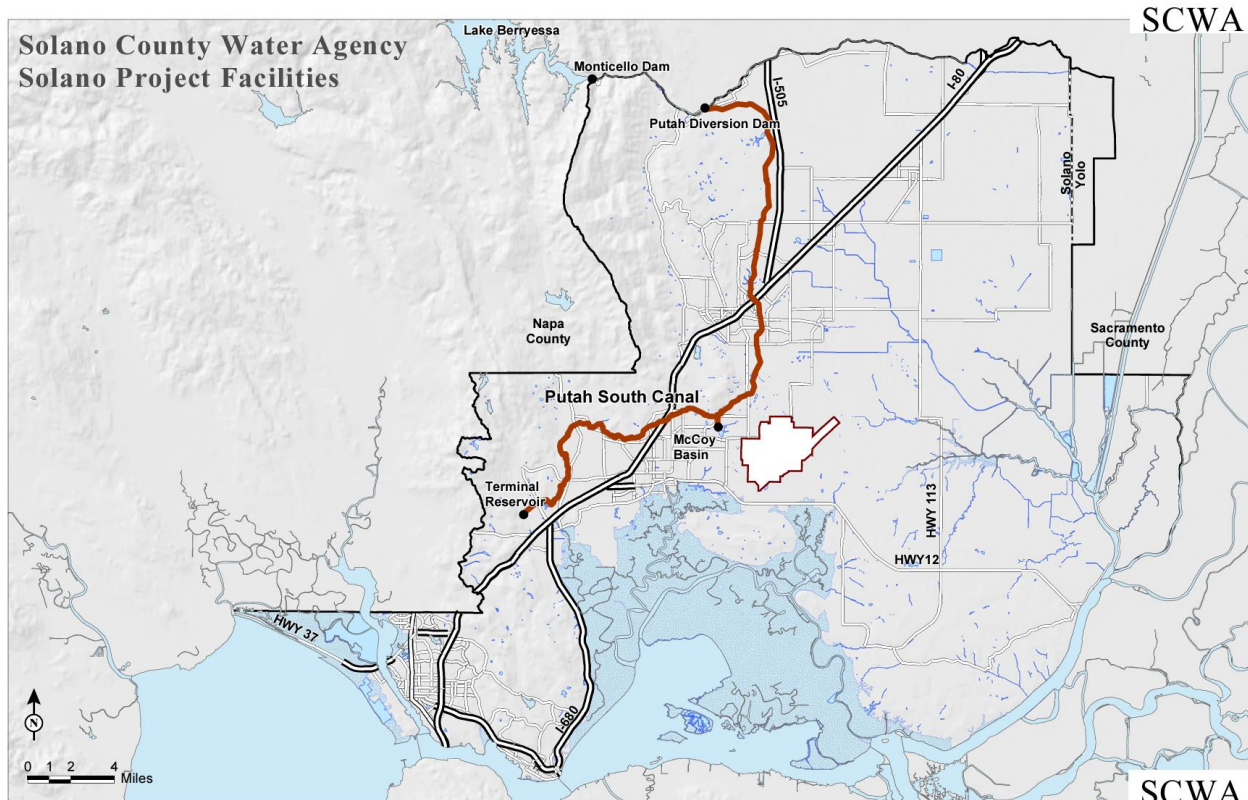 SCWA
Solano County Water Agency
Solano Project Facilities
Lake Berryessa
Monticello Dam
Putah Diversion Dam
I-505
I-80
Solano
Yolo
Napa
County
Sacramento
County
Putah South Canal
McCoy
Basin
Terminal
Reservoir
HWY 113
HWY12
HWY 37
I-680
N
0 1 2 4
Miles
SCWA